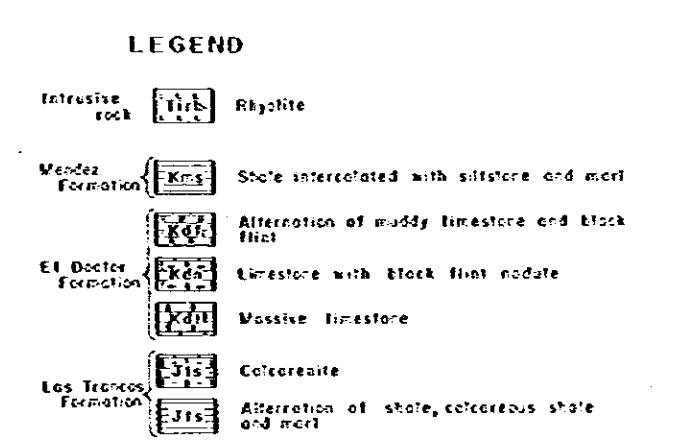 LEGEND
Intrusive rock Rhyolite
Mendez Formation Kms Shale intercalated with siltstone and marl
Kdf Alternation of muddy limestone and black flint
El Doctor Formation Kdn Limestone with black flint nodule
Massive limestone
Las Trancas Formation Jis Calcarenite
Jts Alternation of shale, calcareous shale and marl